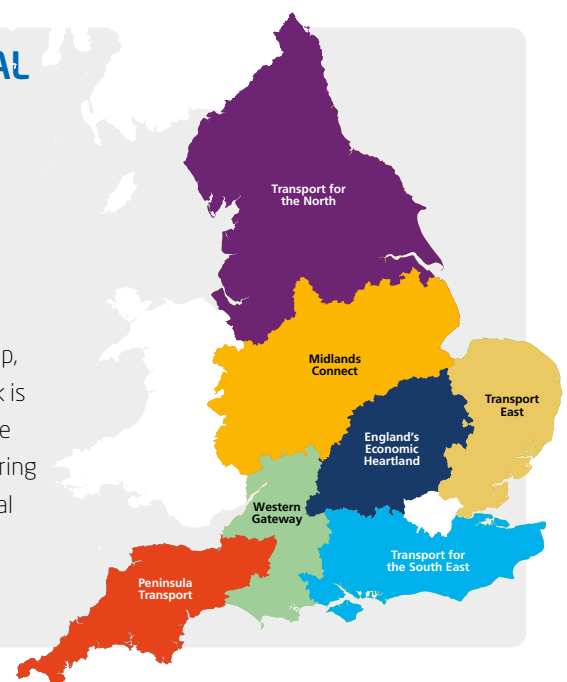 AL
p,
k is
e
ring
al
Transport for
the North
Midlands
Connect
Transport
East
England's
Economic
Heartland
Western
Gateway
Transport for
the South East
Peninsula
Transport